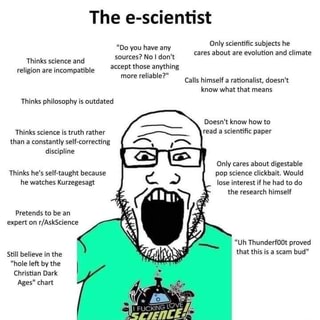 The e-scientist
"Do you have any
sources? No I don't
accept those anything
more reliable?"
Only scientific subjects he
cares about are evolution and climate
Thinks science and
religion are incompatible
Calls himself a rationalist, doesn't
know what that means
Thinks philosophy is outdated
Doesn't know how to
read a scientific paper
Thinks science is truth rather
than a constantly self-correcting
discipline
Only cares about digestable
pop science clickbait. Would
lose interest if he had to do
the research himself
Thinks he's self-taught because
he watches Kurzegesagt
Pretends to be an
expert on r/AskScience
"Uh Thunderf00t proved
that this is a scam bud"
Still believe in the
"hole left by the
Christian Dark
Ages" chart
I FUCKING LOVE
SCIENCE!